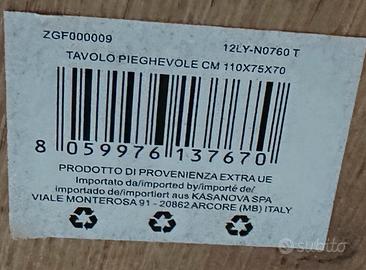 ZGF000009 12LY-N0760 T
TAVOLO PIEGHEVOLE CM 110X75X70
8 059976 137670
PRODOTTO DI PROVENIENZA EXTRA UE
Importato da/imported by/importé de/
importado de/importiert aus KASANOVA SPA
VIALE MONTEROSA 91 - 20862 ARCORE (MB) ITALY
subito